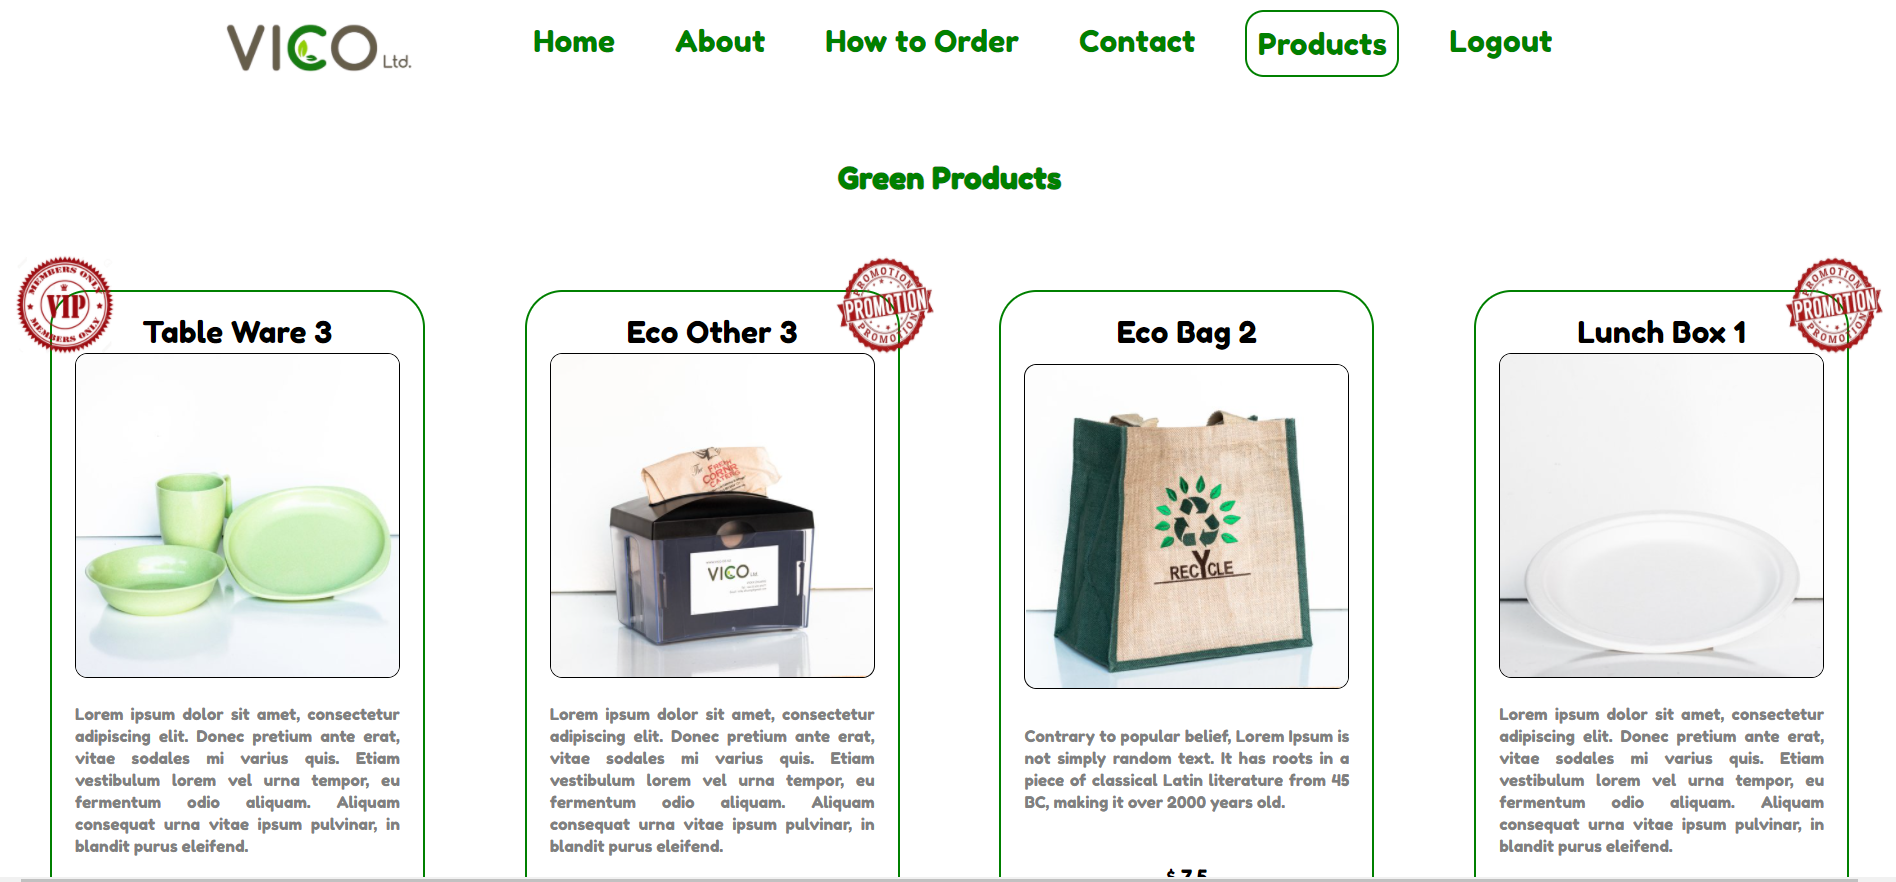 VICO Ltd.
Home
About
How to Order
Contact
Products
Logout
Green Products
MEMBERS ONLY
VIP
MEMBERS ONLY
Table Ware 3
Lorem ipsum dolor sit amet, consectetur
adipiscing elit. Donec pretium ante erat,
vitae sodales mi varius quis. Etiam
vestibulum lorem vel urna tempor, eu
fermentum odio aliquam. Aliquam
consequat urna vitae ipsum pulvinar, in
blandit purus eleifend.
PROMOTION
PROMOTION
PROMOTION
Eco Other 3
The
FRESH
CORNR
CATERG
VICO Ltd.
Lorem ipsum dolor sit amet, consectetur
adipiscing elit. Donec pretium ante erat,
vitae sodales mi varius quis. Etiam
vestibulum lorem vel urna tempor, eu
fermentum odio aliquam. Aliquam
consequat urna vitae ipsum pulvinar, in
blandit purus eleifend.
Eco Bag 2
RECYCLE
Contrary to popular belief, Lorem Ipsum is
not simply random text. It has roots in a
piece of classical Latin literature from 45
BC, making it over 2000 years old.
PROMOTION
PROMOTION
PROMOTION
Lunch Box 1
Lorem ipsum dolor sit amet, consectetur
adipiscing elit. Donec pretium ante erat,
vitae sodales mi varius quis. Etiam
vestibulum lorem vel urna tempor, eu
fermentum odio aliquam. Aliquam
consequat urna vitae ipsum pulvinar, in
blandit purus eleifend.